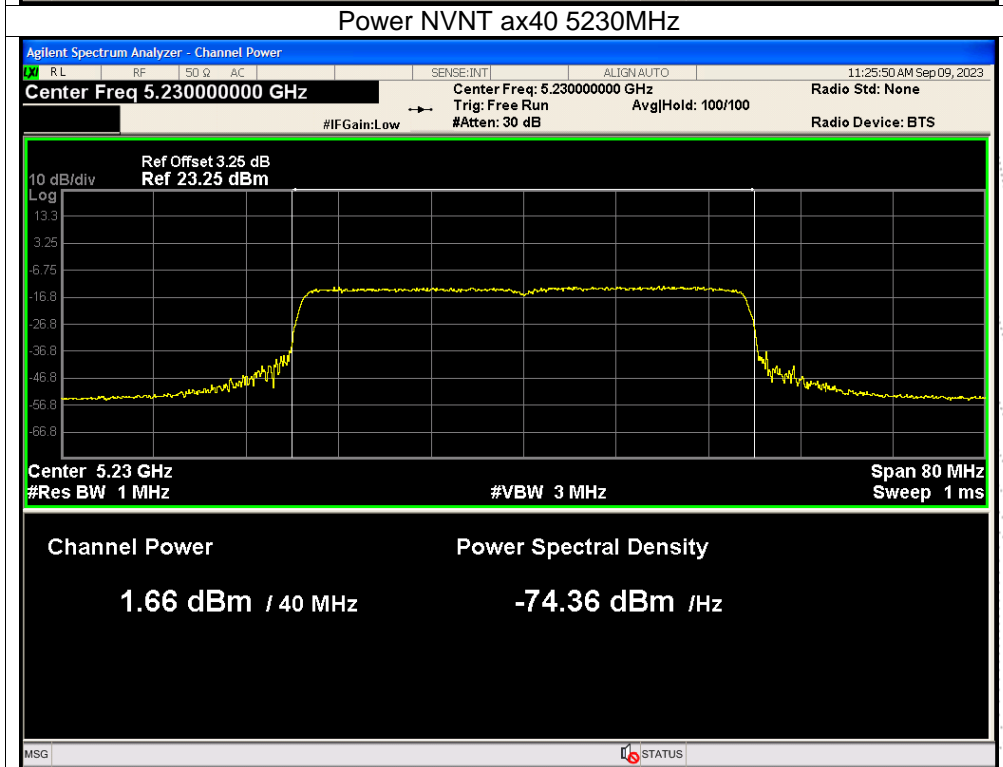 Power NVNT ax40 5230MHz
Agilent Spectrum Analyzer - Channel Power
LXI RL RF 50 Ω AC SENSE:INT ALIGN AUTO 11:25:50 AM Sep 09, 2023
Center Freq 5.230000000 GHz
Center Freq: 5.230000000 GHz Radio Std: None
Trig: Free Run Avg|Hold: 100/100
#IFGain:Low #Atten: 30 dB Radio Device: BTS
Ref Offset 3.25 dB
10 dB/div Ref 23.25 dBm
Log
13.3
3.25
-6.75
-16.8
-26.8
-36.8
-46.8
-56.8
-66.8
Center 5.23 GHz Span 80 MHz
#Res BW 1 MHz #VBW 3 MHz Sweep 1 ms
Channel Power Power Spectral Density
1.66 dBm / 40 MHz -74.36 dBm /Hz
MSG STATUS